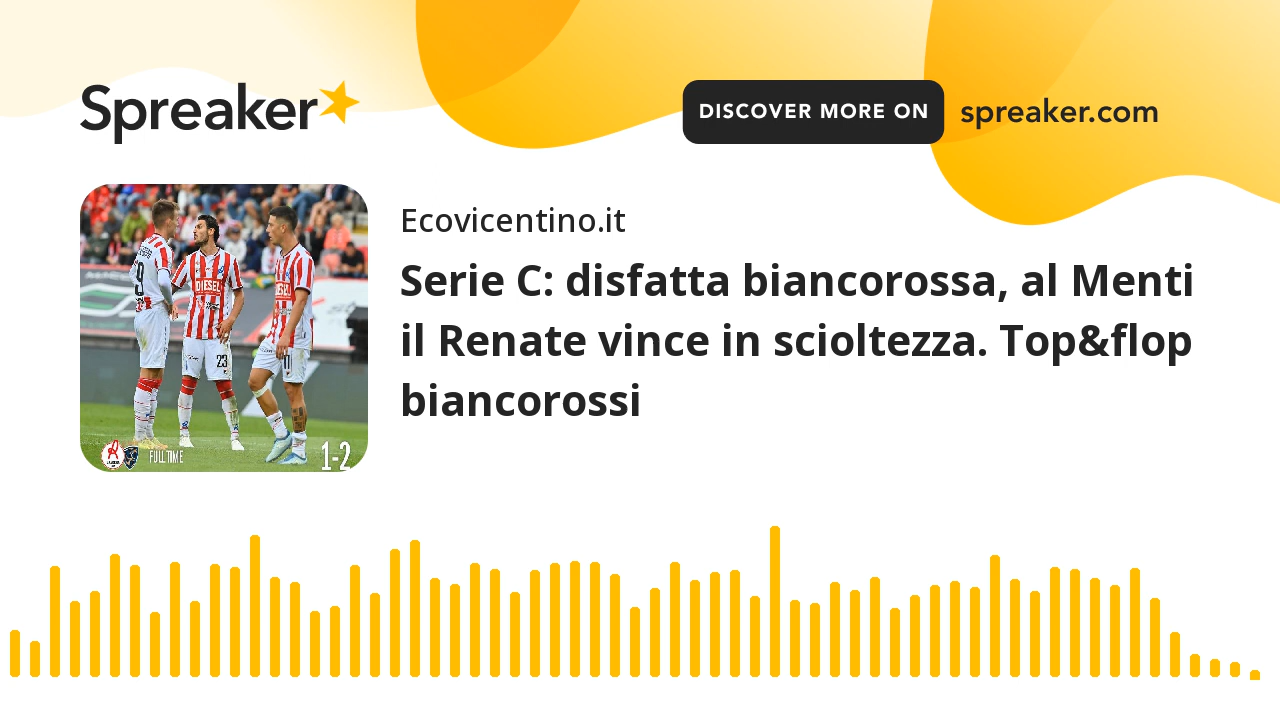 Spreaker
DISCOVER MORE ON
spreaker.com
Ecovicentino.it
Serie C: disfatta biancorossa, al Menti
il Renate vince in scioltezza. Top&flop
biancorossi
DIESEL
23
11
FULL TIME
1-2